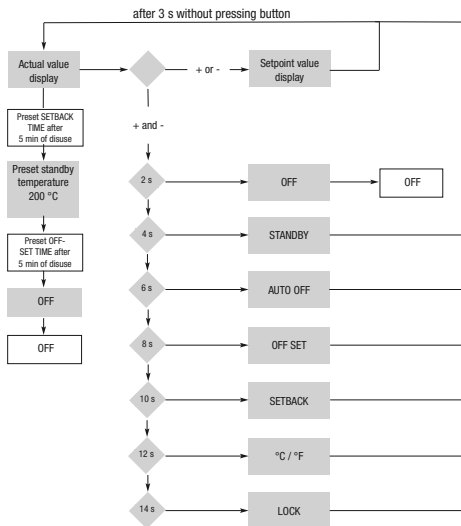 after 3 s without pressing button
Actual value
display
+ or -
Setpoint value
display
Preset SETBACK
TIME after
5 min of disuse
+ and -
Preset standby
temperature
200 °C
2 s
OFF
OFF
Preset OFF-
SET TIME after
5 min of disuse
4 s
STANDBY
OFF
6 s
AUTO OFF
OFF
8 s
OFF SET
10 s
SETBACK
12 s
°C / °F
14 s
LOCK